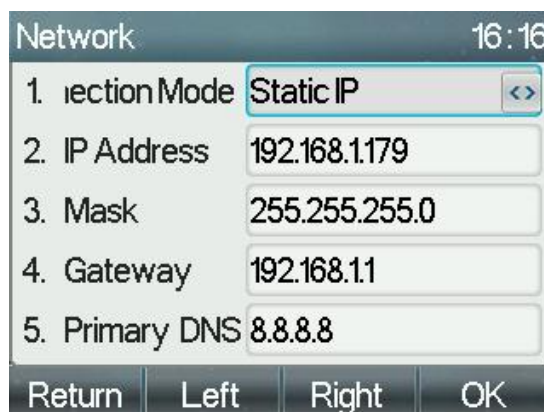 Network 16:16
1. ection Mode Static IP <>
2. IP Address 192.168.1.179
3. Mask 255.255.255.0
4. Gateway 192.168.1.1
5. Primary DNS 8.8.8.8
Return Left Right OK